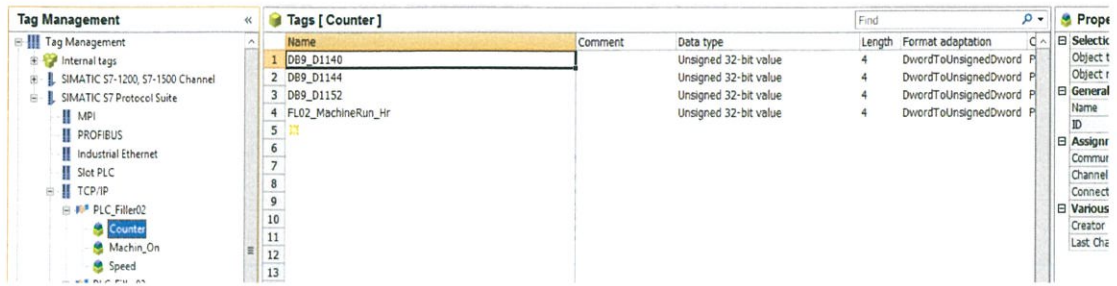 Tag Management «
Tag Management
Internal tags
SIMATIC S7-1200, S7-1500 Channel
SIMATIC S7 Protocol Suite
MPI
PROFIBUS
Industrial Ethernet
Slot PLC
TCP/IP
PLC_Filler02
Counter
Machin_On
Speed
Tags [ Counter ] Find
Name Comment Data type Length Format adaptation C
1 DB9_D1140 Unsigned 32-bit value 4 DwordToUnsignedDword P
2 DB9_D1144 Unsigned 32-bit value 4 DwordToUnsignedDword P
3 DB9_D1152 Unsigned 32-bit value 4 DwordToUnsignedDword P
4 FL02_MachineRun_Hr Unsigned 32-bit value 4 DwordToUnsignedDword P
5
6
7
8
9
10
11
12
13
Prope
Selectio
Object t
Object n
General
Name
ID
Assignm
Commun
Channel
Connect
Various
Creator
Last Cha